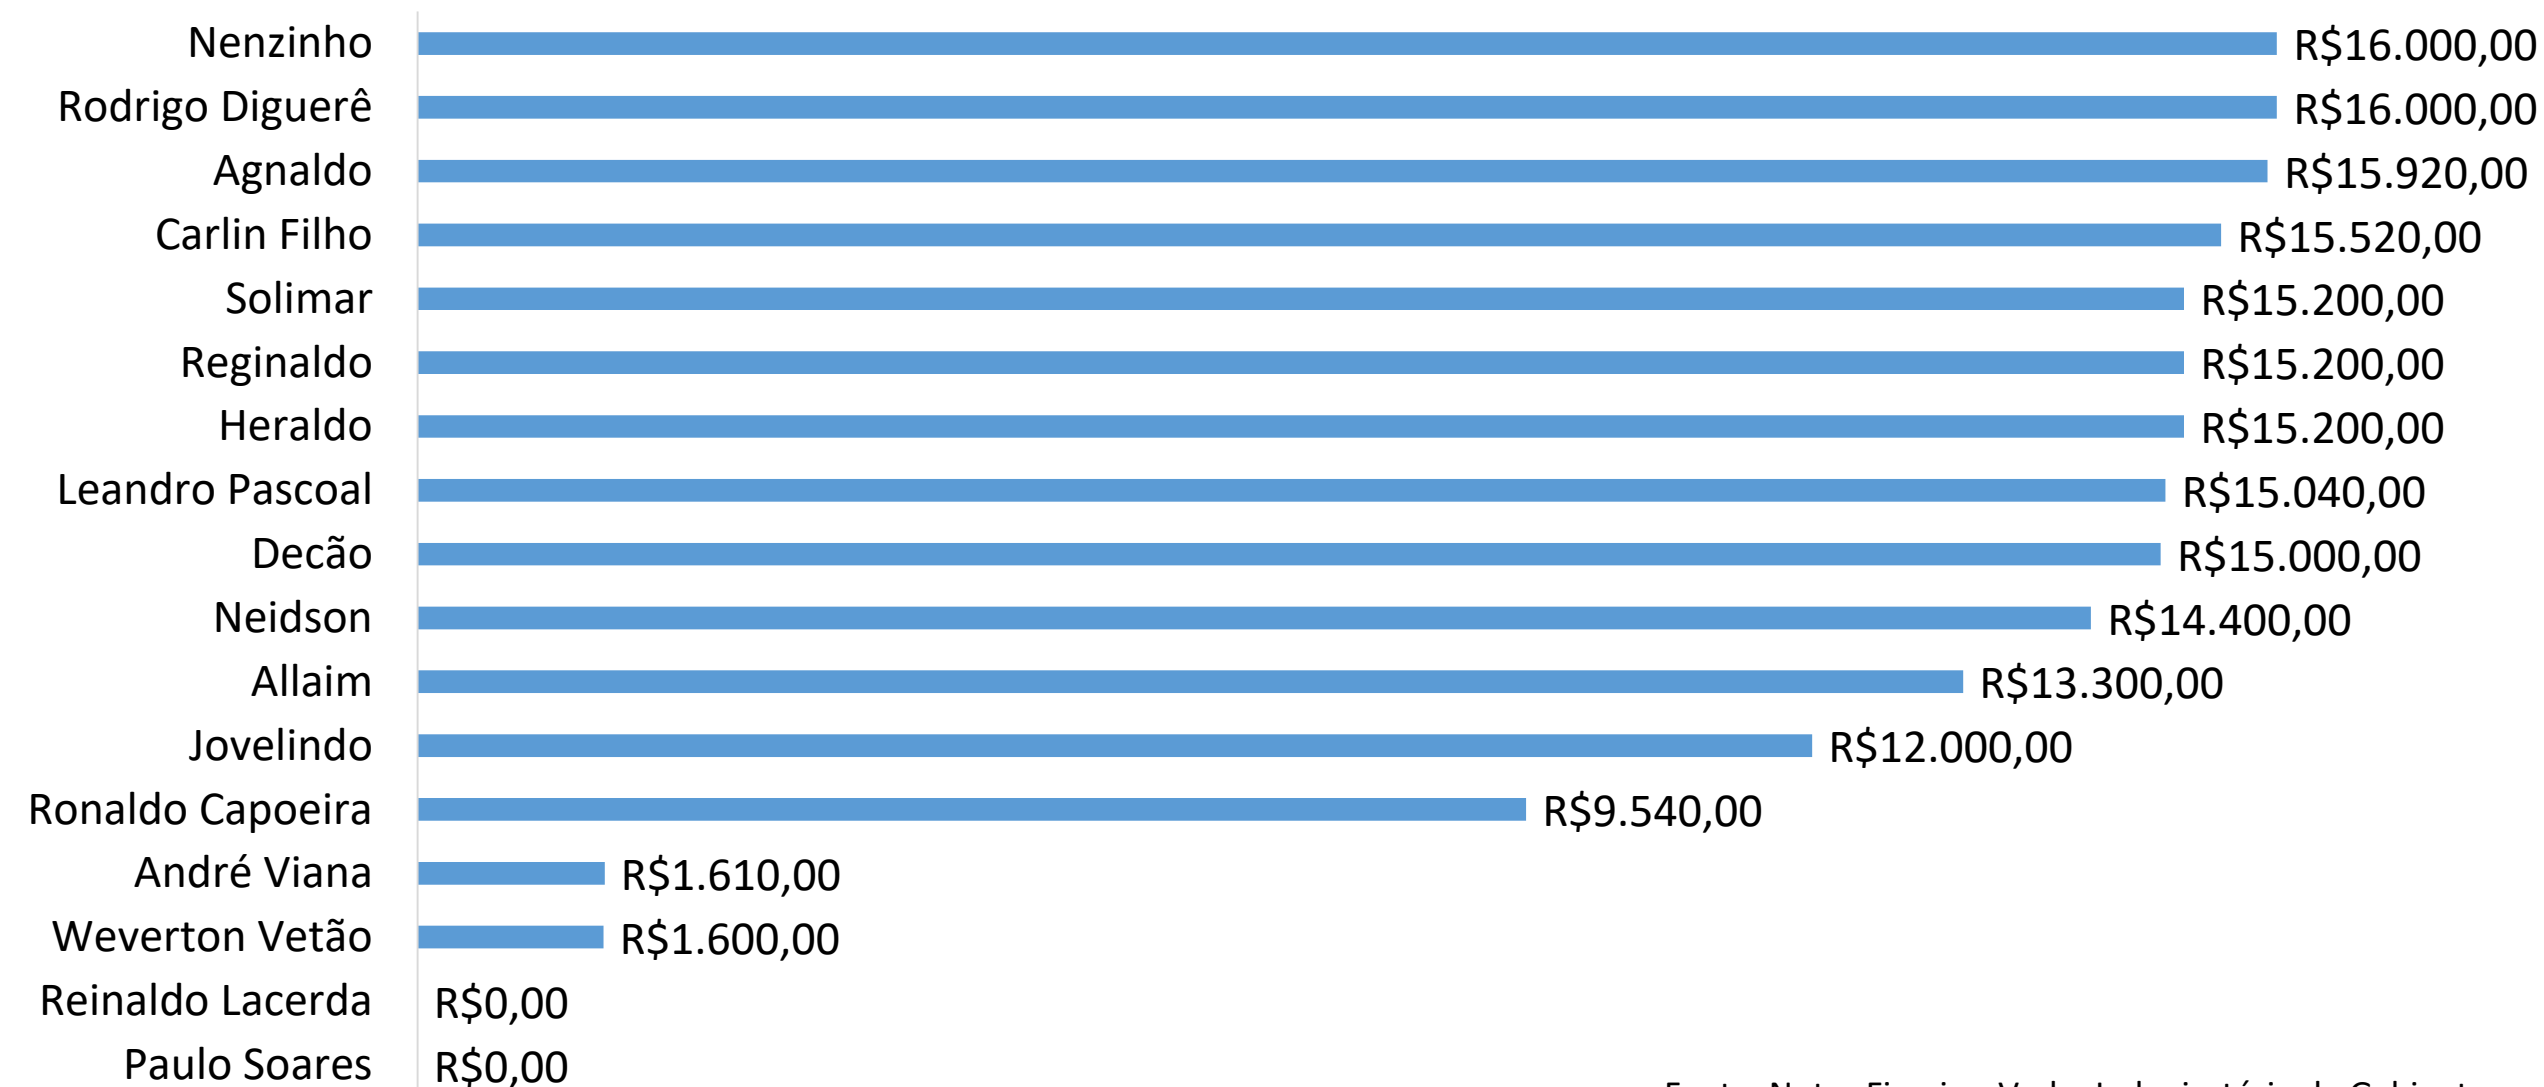 Nenzinho R$16.000,00
Rodrigo Diguerê R$16.000,00
Agnaldo R$15.920,00
Carlin Filho R$15.520,00
Solimar R$15.200,00
Reginaldo R$15.200,00
Heraldo R$15.200,00
Leandro Pascoal R$15.040,00
Decão R$15.000,00
Neidson R$14.400,00
Allaim R$13.300,00
Jovelindo R$12.000,00
Ronaldo Capoeira R$9.540,00
André Viana R$1.610,00
Weverton Vetão R$1.600,00
Reinaldo Lacerda R$0,00
Paulo Soares R$0,00